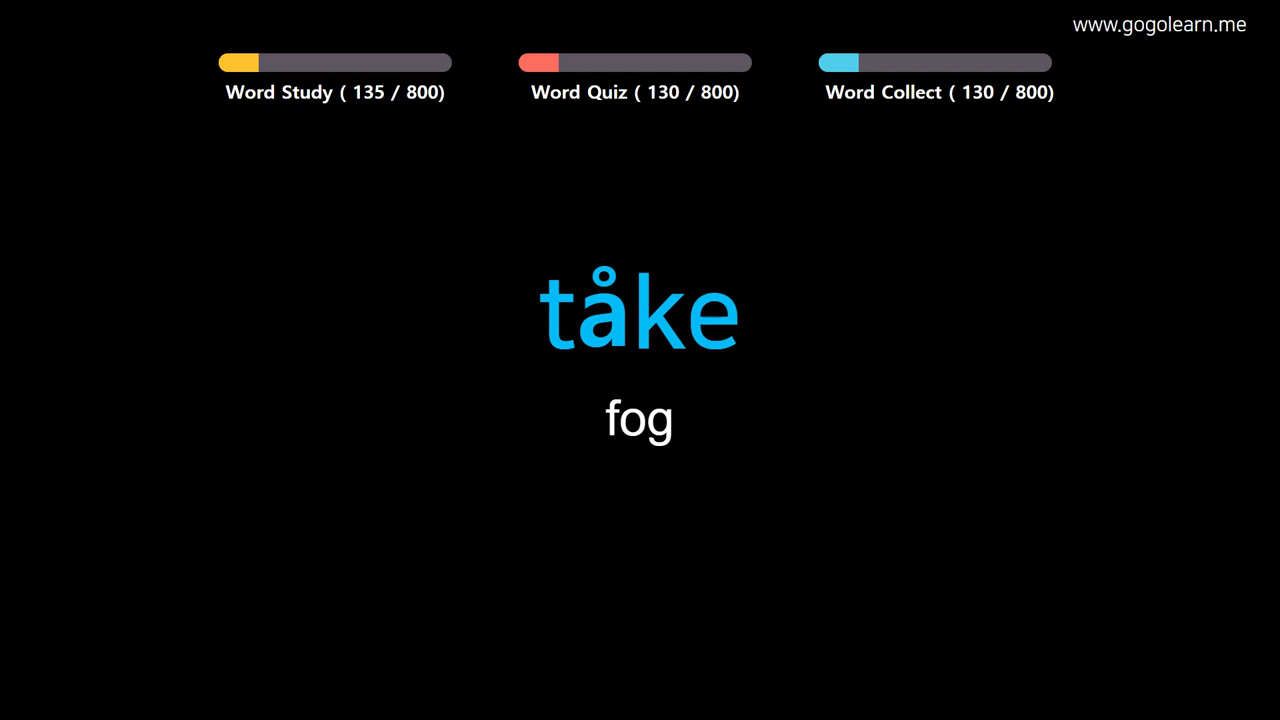 www.gogolearn.me
Word Study ( 135 / 800)
Word Quiz ( 130 / 800)
Word Collect ( 130 / 800)
tåke
fog